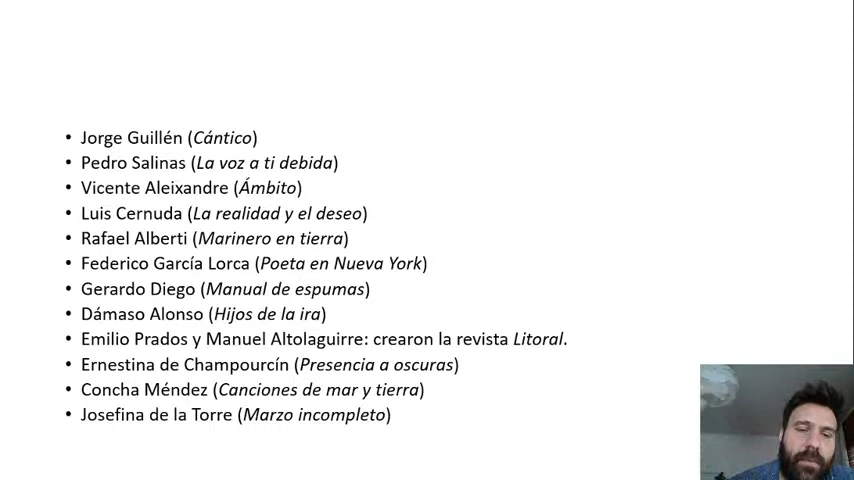 • Jorge Guillén (Cántico)
• Pedro Salinas (La voz a ti debida)
• Vicente Aleixandre (Ámbito)
• Luis Cernuda (La realidad y el deseo)
• Rafael Alberti (Marinero en tierra)
• Federico García Lorca (Poeta en Nueva York)
• Gerardo Diego (Manual de espumas)
• Dámaso Alonso (Hijos de la ira)
• Emilio Prados y Manuel Altolaguirre: crearon la revista Litoral.
• Ernestina de Champourcín (Presencia a oscuras)
• Concha Méndez (Canciones de mar y tierra)
• Josefina de la Torre (Marzo incompleto)